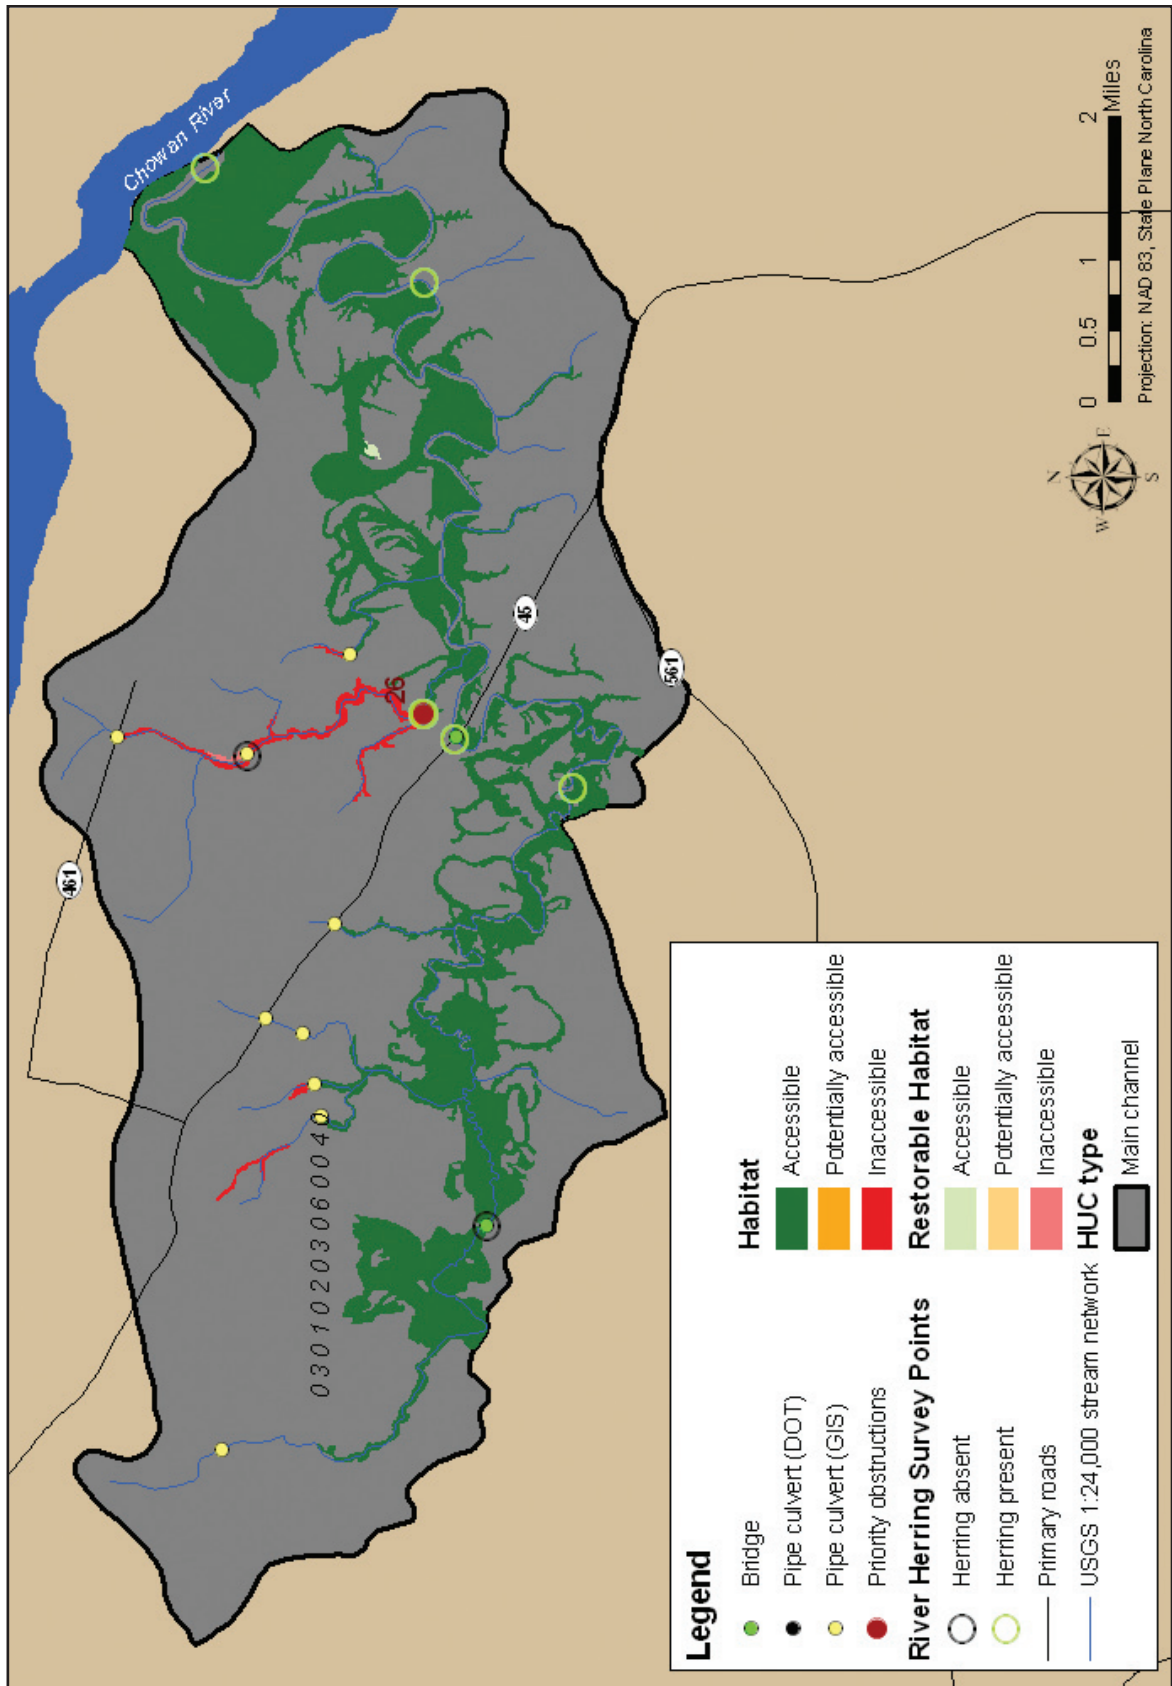 Chowan River
461
26
45
561
0301020306004
Legend
Bridge
Pipe culvert (DOT)
Pipe culvert (GIS)
Priority obstructions
River Herring Survey Points
Herring absent
Herring present
Primary roads
USGS 1:24,000 stream network
Habitat
Accessible
Potentially accessible
Inaccessible
Restorable Habitat
Accessible
Potentially accessible
Inaccessible
HUC type
Main channel
N
W
E
S
0 0.5 1 2
Miles
Projection: NAD 83, State Plane North Carolina